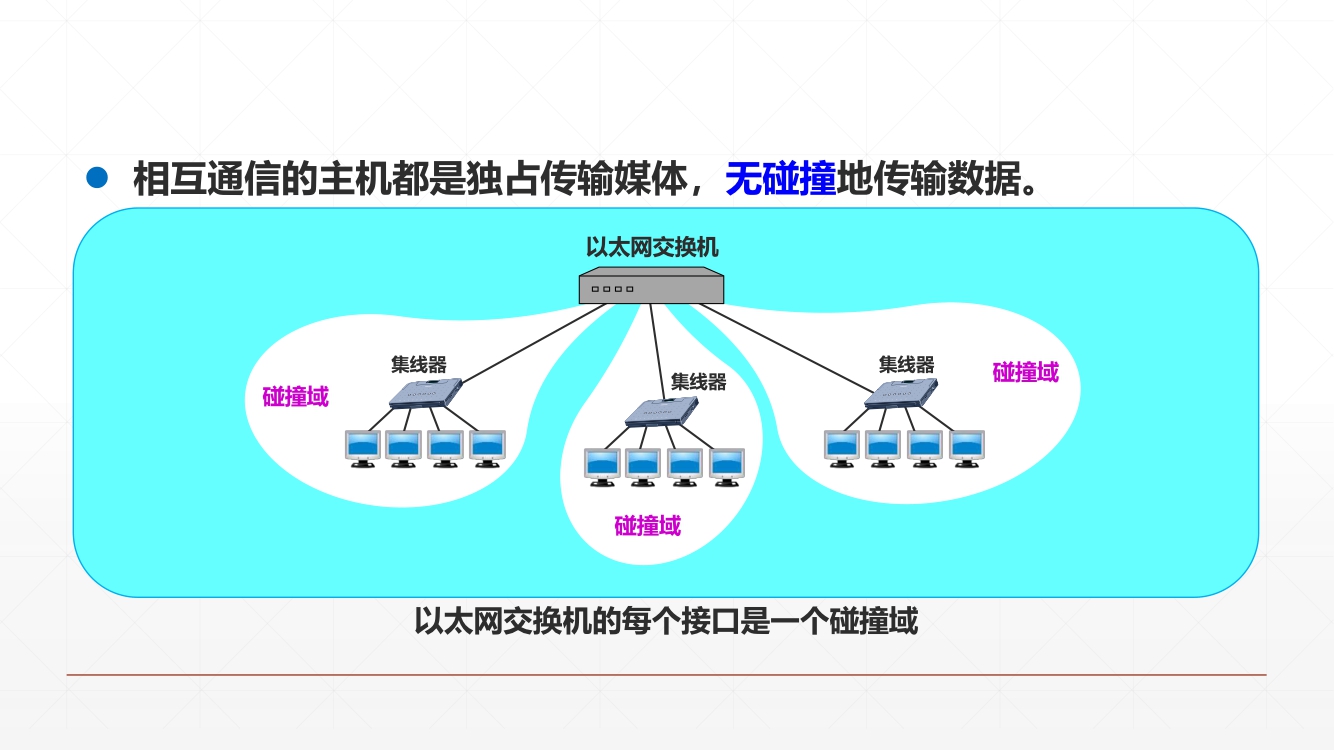 相互通信的主机都是独占传输媒体，无碰撞地传输数据。
以太网交换机
集线器
集线器
集线器
碰撞域
碰撞域
碰撞域
以太网交换机的每个接口是一个碰撞域